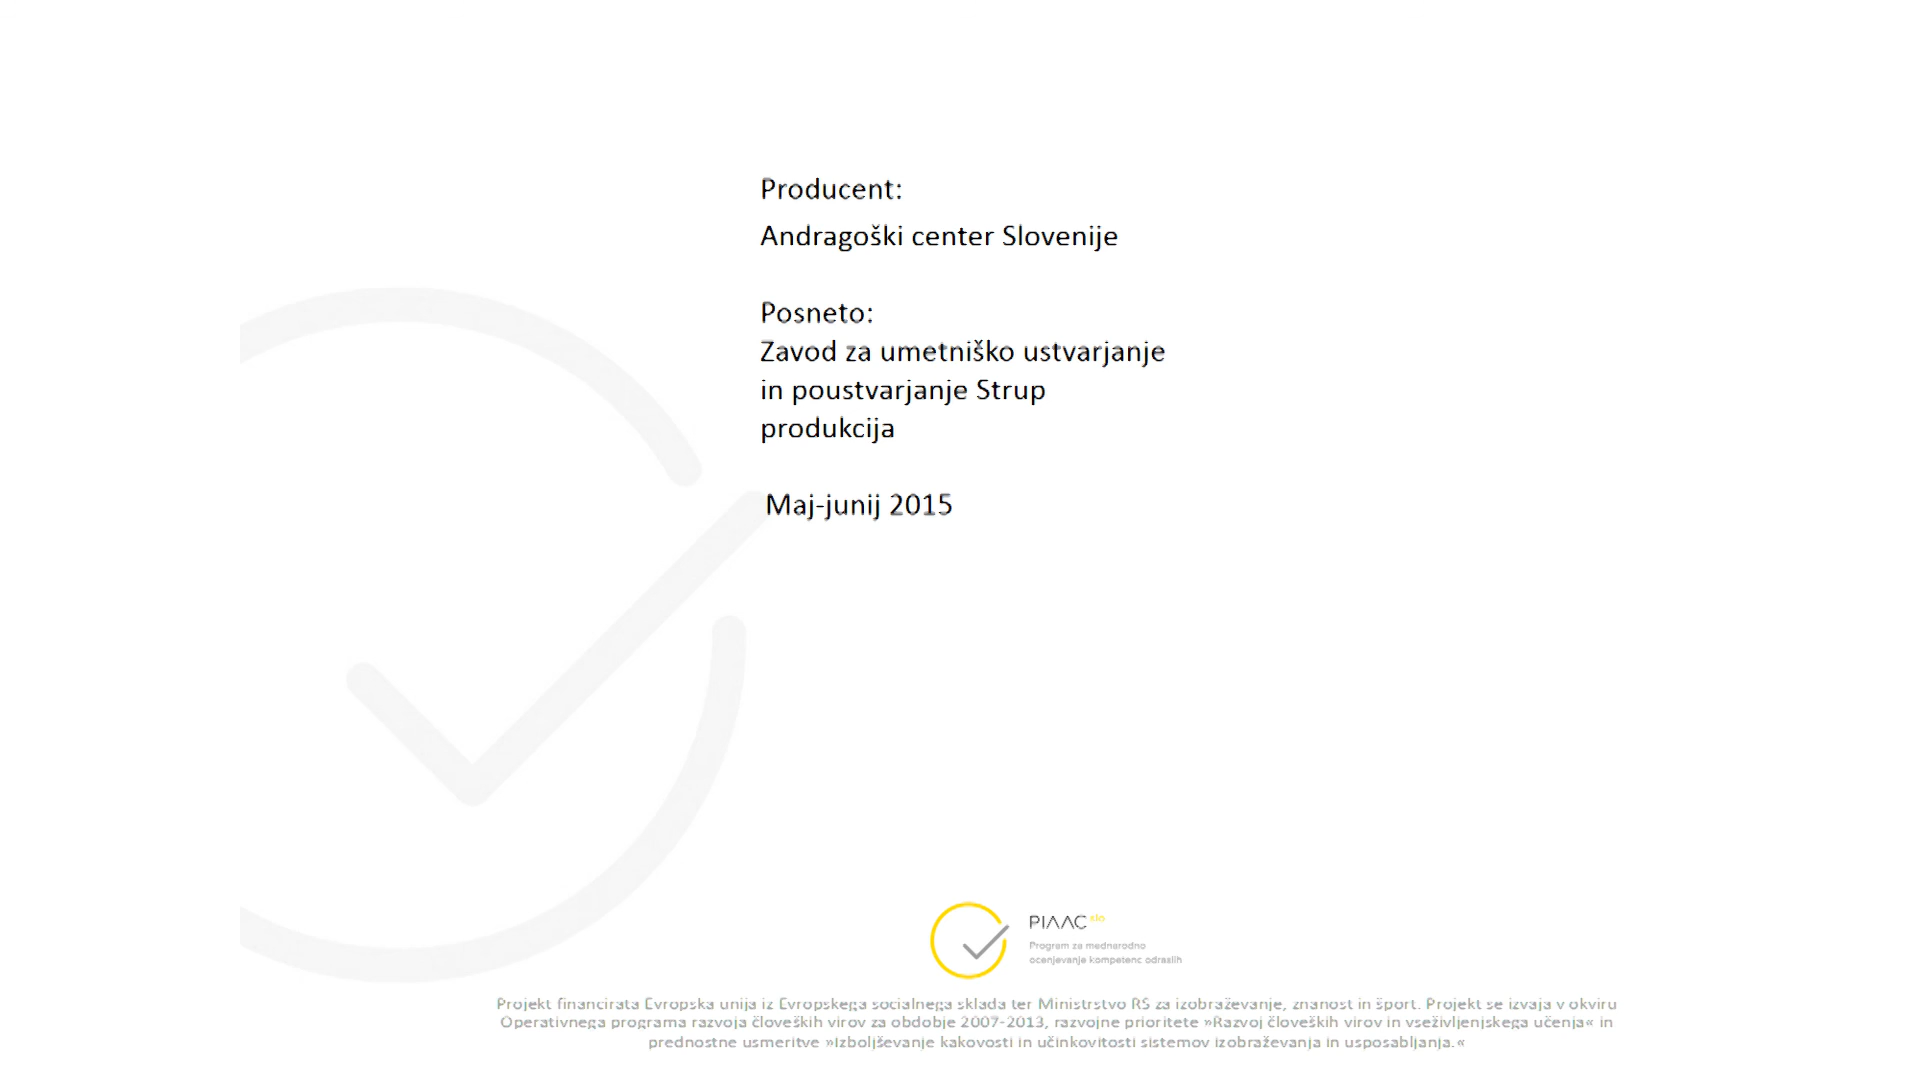 Producent:
Andragoški center Slovenije
Posneto:
Zavod za umetniško ustvarjanje
in poustvarjanje Strup
produkcija
Maj-junij 2015
PIAAC slo
Program za mednarodno
ocenjevanje kompetenc odraslih
Projekt financirata Evropska unija iz Evropskega socialnega sklada ter Ministrstvo RS za izobraževanje, znanost in šport. Projekt se izvaja v okviru
Operativnega programa razvoja človeških virov za obdobje 2007-2013, razvojne prioritete »Razvoj človeških virov in vseživljenjskega učenja« in
prednostne usmeritve »Izboljševanje kakovosti in učinkovitosti sistemov izobraževanja in usposabljanja.«